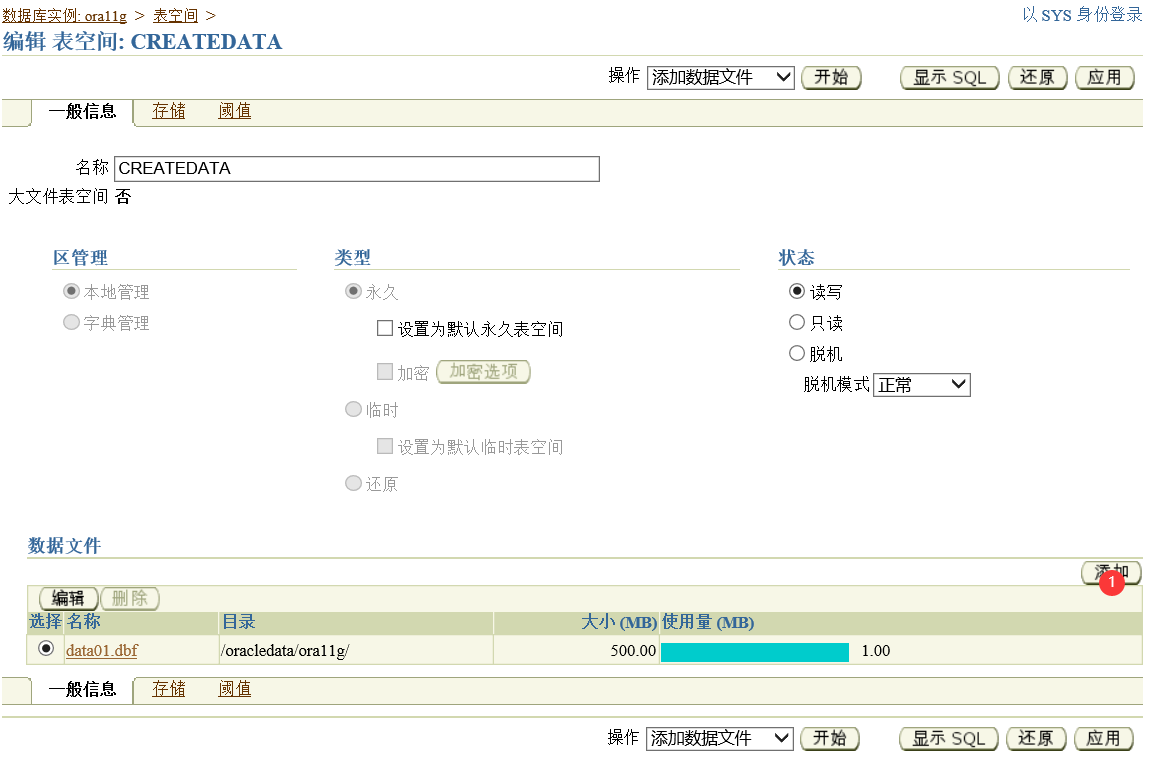 数据库实例: ora11g > 表空间 >
以 SYS 身份登录
编辑 表空间: CREATEDATA
操作 添加数据文件 开始 显示 SQL 还原 应用
一般信息 存储 阈值
名称 CREATEDATA
大文件表空间 否
区管理
本地管理
字典管理
类型
永久
设置为默认永久表空间
加密 加密选项
临时
设置为默认临时表空间
还原
状态
读写
只读
脱机
脱机模式 正常
数据文件
添加
1
编辑 删除
选择 名称 目录 大小 (MB) 使用量 (MB)
data01.dbf /oracledata/ora11g/ 500.00 1.00
一般信息 存储 阈值
操作 添加数据文件 开始 显示 SQL 还原 应用